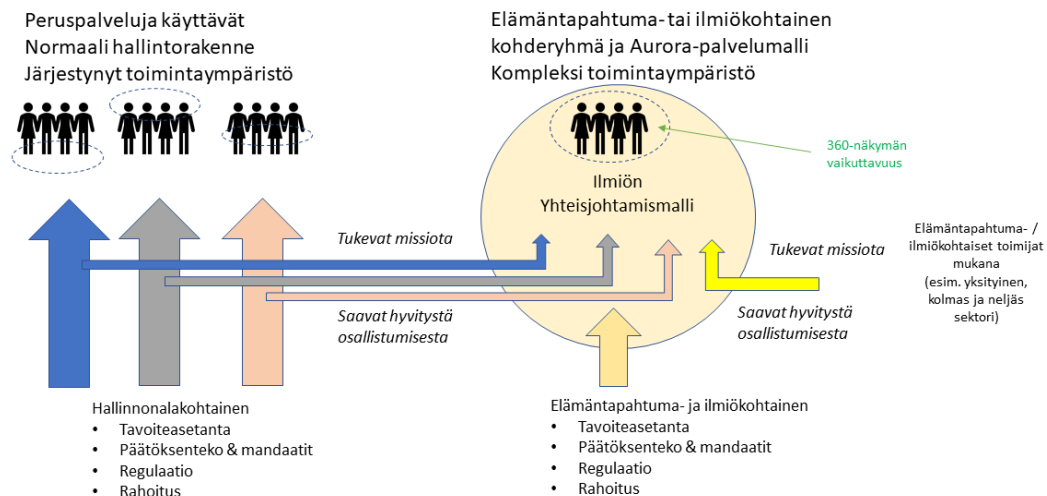 Peruspalveluja käyttävät
Normaali hallintorakenne
Järjestynyt toimintaympäristö
Elämäntapahtuma- tai ilmiökohtainen
kohderyhmä ja Aurora-palvelumalli
Kompleksi toimintaympäristö
360-näkymän
vaikuttavuus
Ilmiön
Yhteisjohtamismalli
Tukevat missiota
Saavat hyvitystä
osallistumisesta
Tukevat missiota
Saavat hyvitystä
osallistumisesta
Elämäntapahtuma- /
ilmiökohtaiset toimijat
mukana
(esim. yksityinen,
kolmas ja neljäs
sektori)
Hallinnonalakohtainen
• Tavoiteasetanta
• Päätöksenteko & mandaatit
• Regulaatio
• Rahoitus
Elämäntapahtuma- ja ilmiökohtainen
• Tavoiteasetanta
• Päätöksenteko & mandaatit
• Regulaatio
• Rahoitus